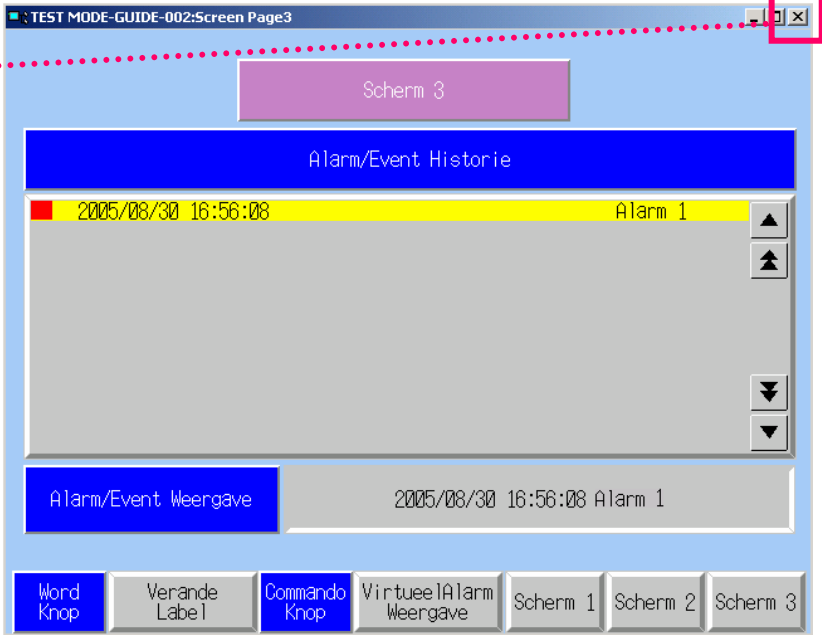 TEST MODE-GUIDE-002:Screen Page3
Scherm 3
Alarm/Event Historie
2005/08/30 16:56:08 Alarm 1
Alarm/Event Weergave
2005/08/30 16:56:08 Alarm 1
Word
Knop
Verande
Label
Commando
Knop
VirtueelAlarm
Weergave
Scherm 1
Scherm 2
Scherm 3